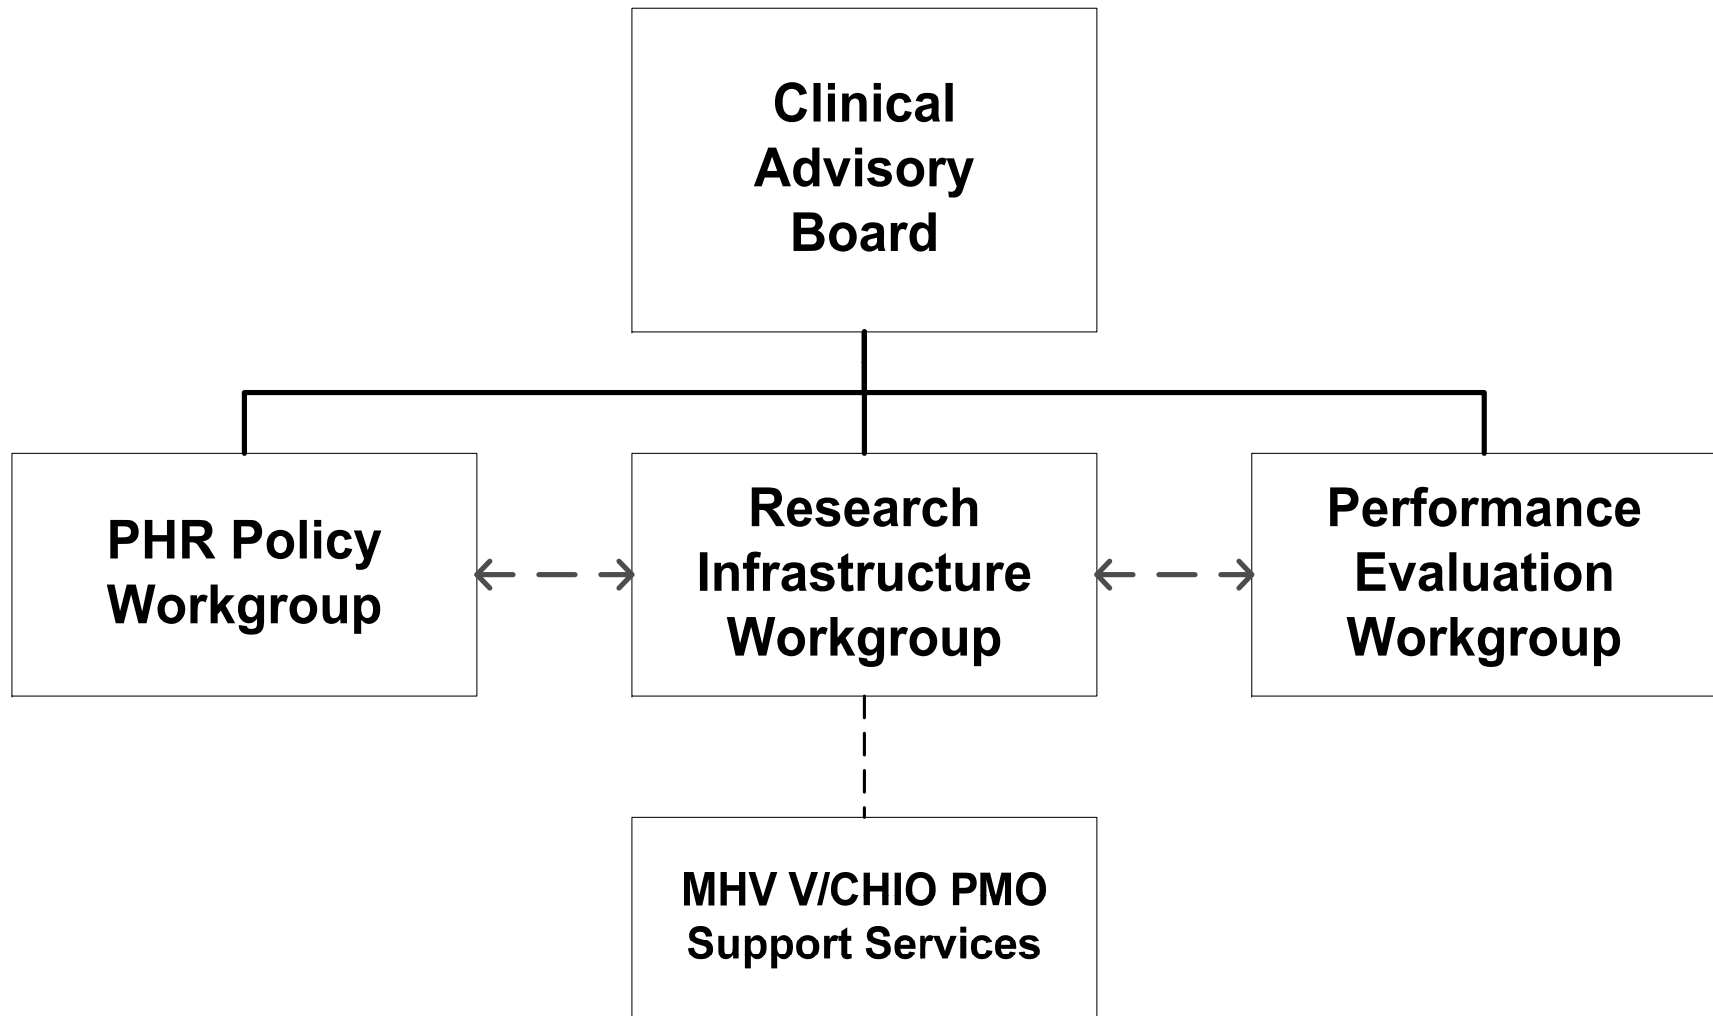 Clinical
Advisory
Board
PHR Policy
Workgroup
Research
Infrastructure
Workgroup
Performance
Evaluation
Workgroup
MHV V/CHIO PMO
Support Services